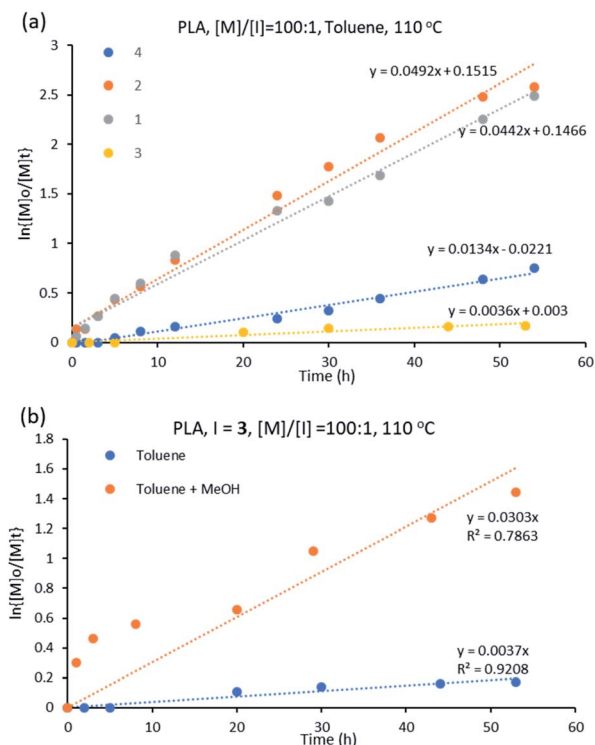 (a)
PLA, [M]/[I]=100:1, Toluene, 110 °C
3
2.5
2
1.5
1
0.5
0
4
2
1
3
y = 0.0492x + 0.1515
y = 0.0442x + 0.1466
y = 0.0134x - 0.0221
y = 0.0036x + 0.003
ln{[M]o/[M]t}
0 10 20 30 40 50 60
Time (h)
(b)
PLA, I = 3, [M]/[I] =100:1, 110 °C
1.8
1.6
1.4
1.2
1
0.8
0.6
0.4
0.2
0
Toluene
Toluene + MeOH
y = 0.0303x
R² = 0.7863
y = 0.0037x
R² = 0.9208
ln{[M]o/[M]t}
0 10 20 30 40 50 60
Time (h)